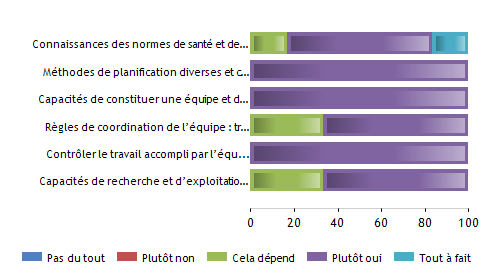 Connaissances des normes de santé et de...
Méthodes de planification diverses et c...
Capacités de constituer une équipe et d...
Règles de coordination de l'équipe : tr...
Contrôler le travail accompli par l'équ...
Capacités de recherche et d'exploitatio...
0 20 40 60 80 100
Pas du tout Plutôt non Cela dépend Plutôt oui Tout à fait